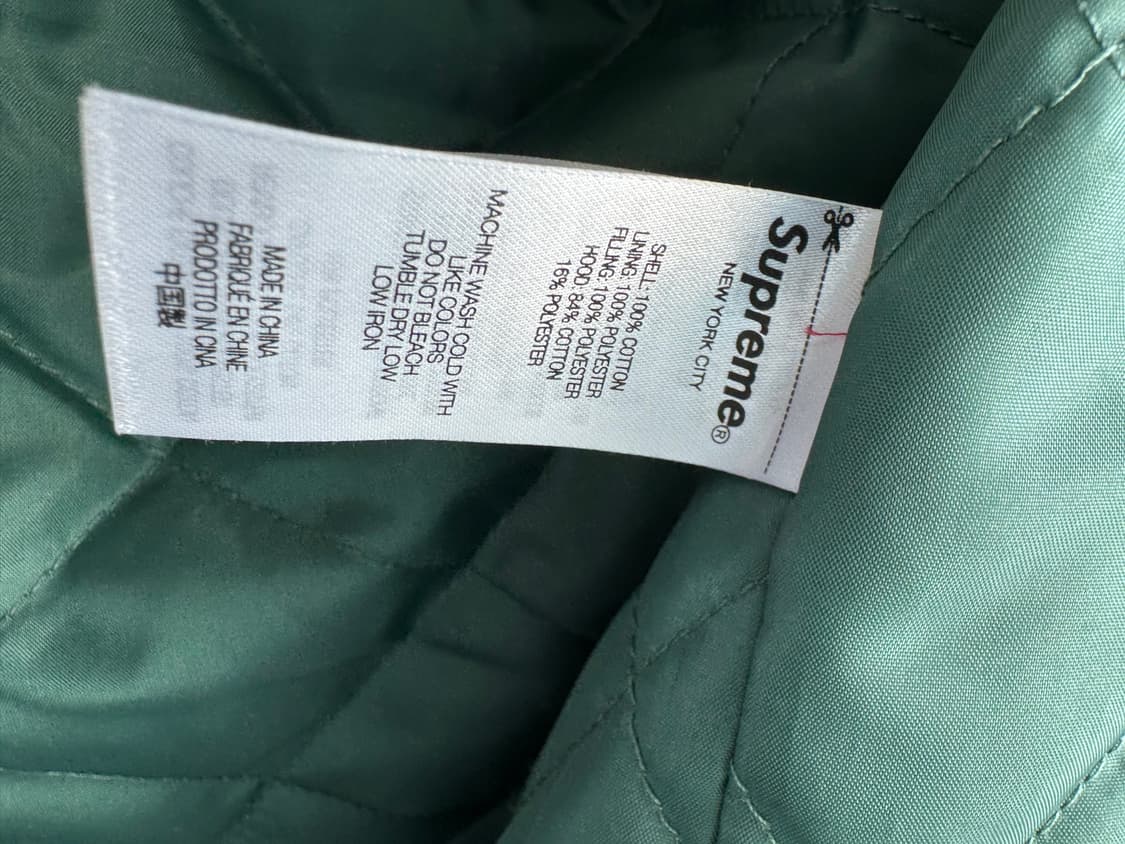 Supreme®
NEW YORK CITY
SHELL: 100% COTTON
LINING: 100% POLYESTER
FILLING: 100% POLYESTER
HOOD: 84% COTTON
16% POLYESTER
MACHINE WASH COLD WITH
LIKE COLORS
DO NOT BLEACH
TUMBLE DRY LOW
LOW IRON
MADE IN CHINA
FABRIQUÉ EN CHINE
PRODOTTO IN CINA
中国製